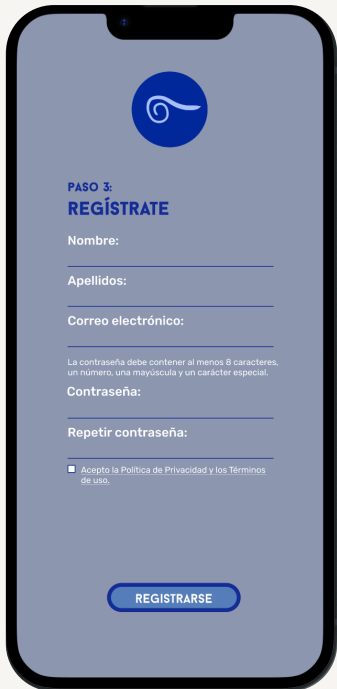 PASO 3:
REGÍSTRATE
Nombre:
Apellidos:
Correo electrónico:
La contraseña debe contener al menos 8 caracteres,
un número, una mayúscula y un carácter especial.
Contraseña:
Repetir contraseña:
Acepto la Política de Privacidad y los Términos
de uso.
REGISTRARSE